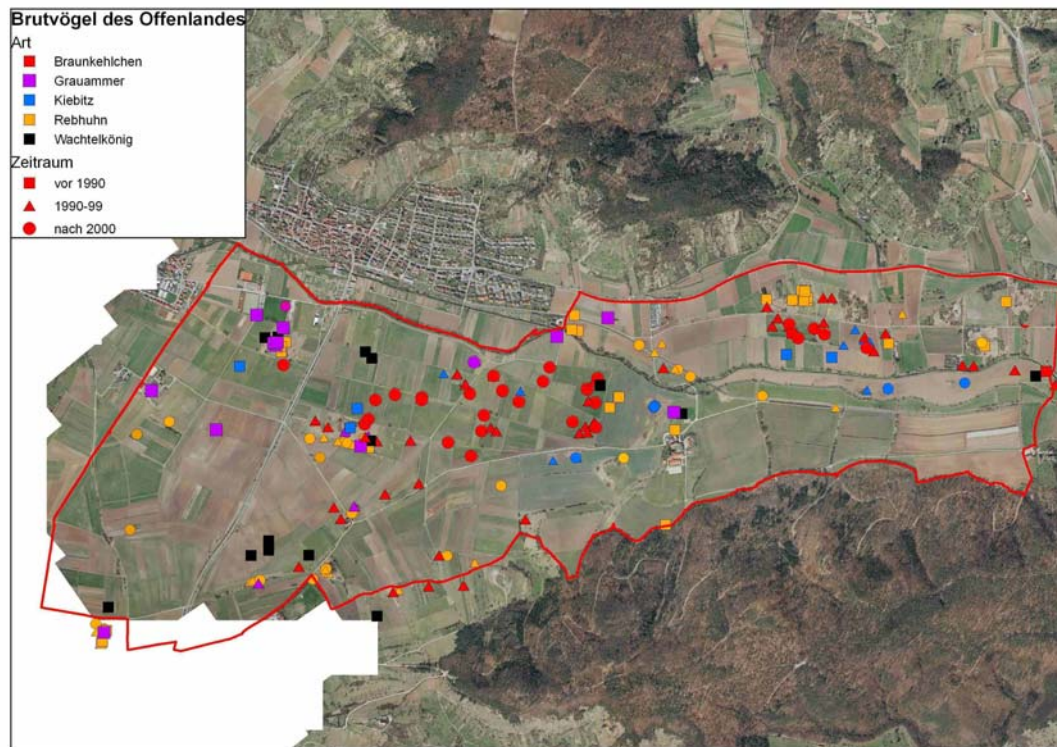 Brutvögel des Offenlandes
Art
Braunkehlchen
Grauammer
Kiebitz
Rebhuhn
Wachtelkönig
Zeitraum
vor 1990
1990-99
nach 2000